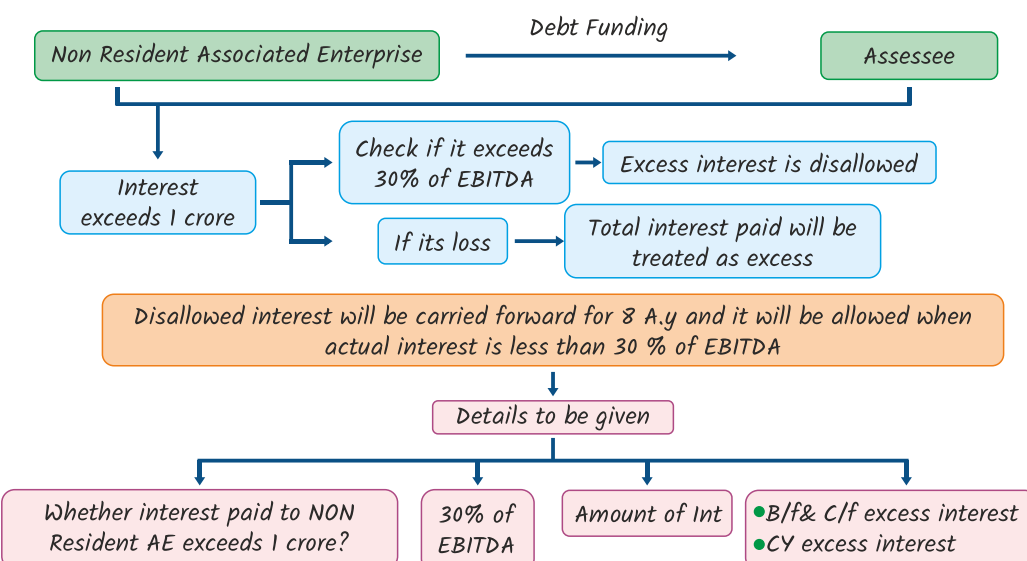 Debt Funding
Non Resident Associated Enterprise
Assessee
Interest
exceeds 1 crore
Check if it exceeds
30% of EBITDA
Excess interest is disallowed
If its loss
Total interest paid will be
treated as excess
Disallowed interest will be carried forward for 8 A.y and it will be allowed when
actual interest is less than 30 % of EBITDA
Details to be given
Whether interest paid to NON
Resident AE exceeds 1 crore?
30% of
EBITDA
Amount of Int
B/f& C/f excess interest
CY excess interest